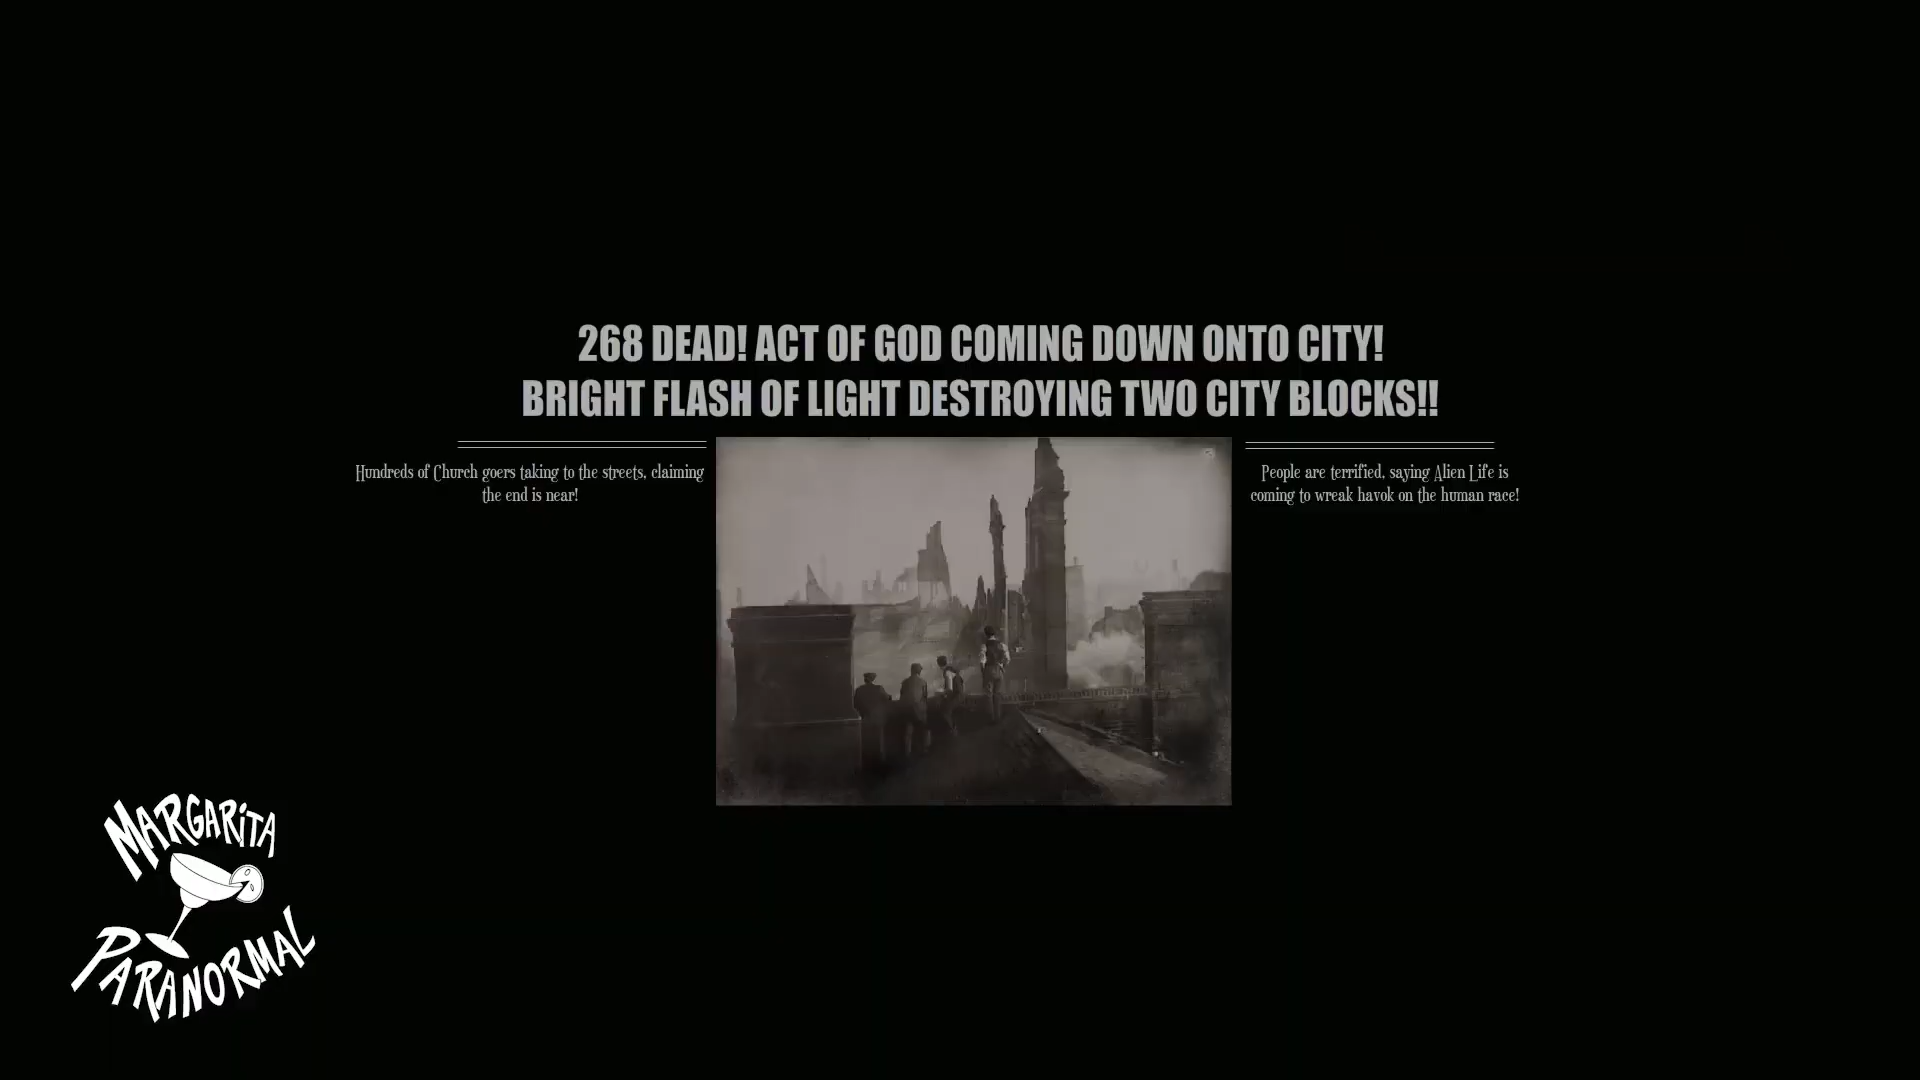 268 DEAD! ACT OF GOD COMING DOWN ONTO CITY!
BRIGHT FLASH OF LIGHT DESTROYING TWO CITY BLOCKS!!
Hundreds of Church goers taking to the streets, claiming
the end is near!
People are terrified, saying Alien Life is
coming to wreak havok on the human race!
MARGARiTA
PARANORMAL